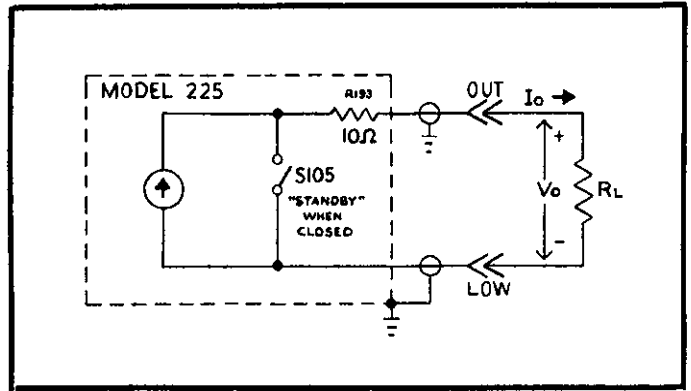 MODEL 225
R193
10Ω
S105
"STANDBY"
WHEN
CLOSED
OUT
Io
+
Vo
RL
-
LOW